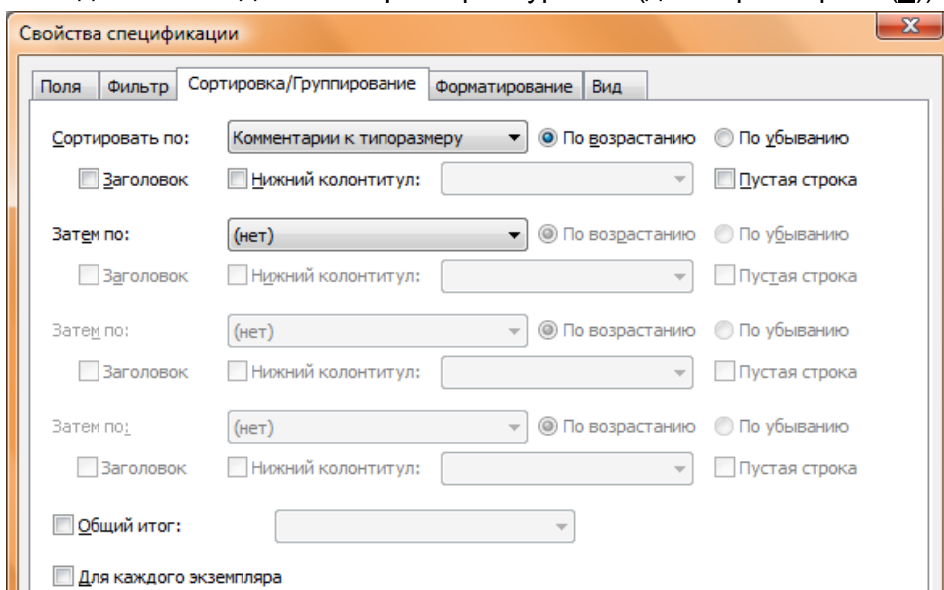 Свойства спецификации
Поля Фильтр Сортировка/Группирование Форматирование Вид
Сортировать по: Комментарии к типоразмеру По возрастанию По убыванию
Заголовок Нижний колонтитул: Пустая строка
Затем по: (нет) По возрастанию По убыванию
Заголовок Нижний колонтитул: Пустая строка
Затем по: (нет) По возрастанию По убыванию
Заголовок Нижний колонтитул: Пустая строка
Затем по: (нет) По возрастанию По убыванию
Заголовок Нижний колонтитул: Пустая строка
Общий итог:
Для каждого экземпляра